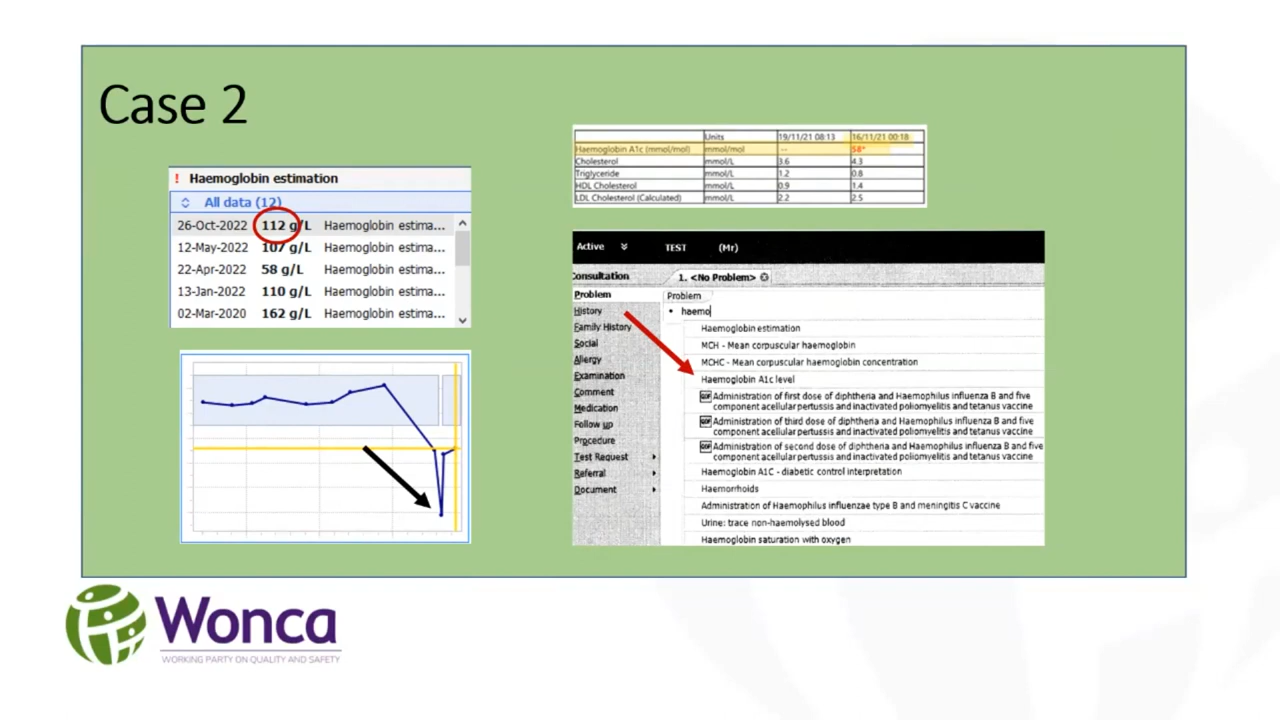 Case 2
! Haemoglobin estimation
All data (12)
26-Oct-2022 112 g/L Haemoglobin estima...
12-May-2022 107 g/L Haemoglobin estima...
22-Apr-2022 58 g/L Haemoglobin estima...
13-Jan-2022 110 g/L Haemoglobin estima...
02-Mar-2020 162 g/L Haemoglobin estima...
Units 19/11/21 08:13 16/11/21 00:18
Haemoglobin A1c (mmol/mol) mmol/mol -- 58*
Cholesterol mmol/L 3.6 4.3
Triglyceride mmol/L 1.2 0.8
HDL Cholesterol mmol/L 0.9 1.4
LDL Cholesterol (Calculated) mmol/L 2.2 2.5
Active TEST (Mr)
Consultation 1. <No Problem>
Problem
History
Family History
Social
Allergy
Examination
Comment
Medication
Follow up
Procedure
Test Request
Referral
Document
Problem
• haemo
Haemoglobin estimation
MCH - Mean corpuscular haemoglobin
MCHC - Mean corpuscular haemoglobin concentration
Haemoglobin A1c level
QOF Administration of first dose of diphtheria and Haemophilus influenza B and five
component acellular pertussis and inactivated poliomyelitis and tetanus vaccine
QOF Administration of third dose of diphtheria and Haemophilus influenza B and five
component acellular pertussis and inactivated poliomyelitis and tetanus vaccine
QOF Administration of second dose of diphtheria and Haemophilus influenza B and five
component acellular pertussis and inactivated poliomyelitis and tetanus vaccine
Haemoglobin A1C - diabetic control interpretation
Haemorrhoids
Administration of Haemophilus influenzae type B and meningitis C vaccine
Urine: trace non-haemolysed blood
Haemoglobin saturation with oxygen
Wonca
WORKING PARTY ON QUALITY AND SAFETY